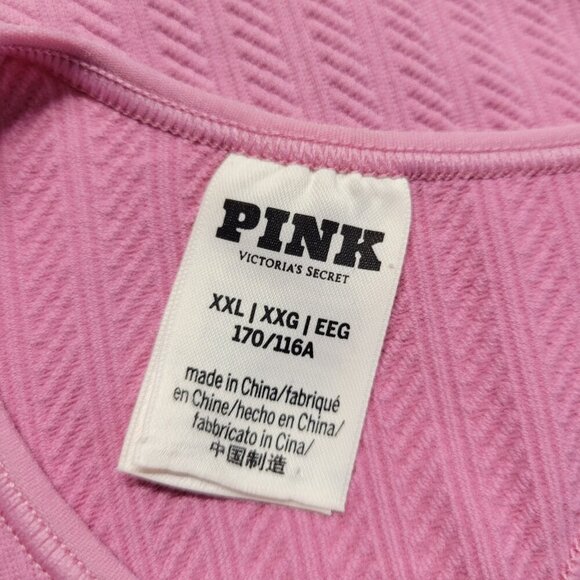 PINK
VICTORIA'S SECRET
XXL | XXG | EEG
170/116A
made in China/fabriqué
en Chine/hecho en China/
fabbricato in Cina/
中国制造